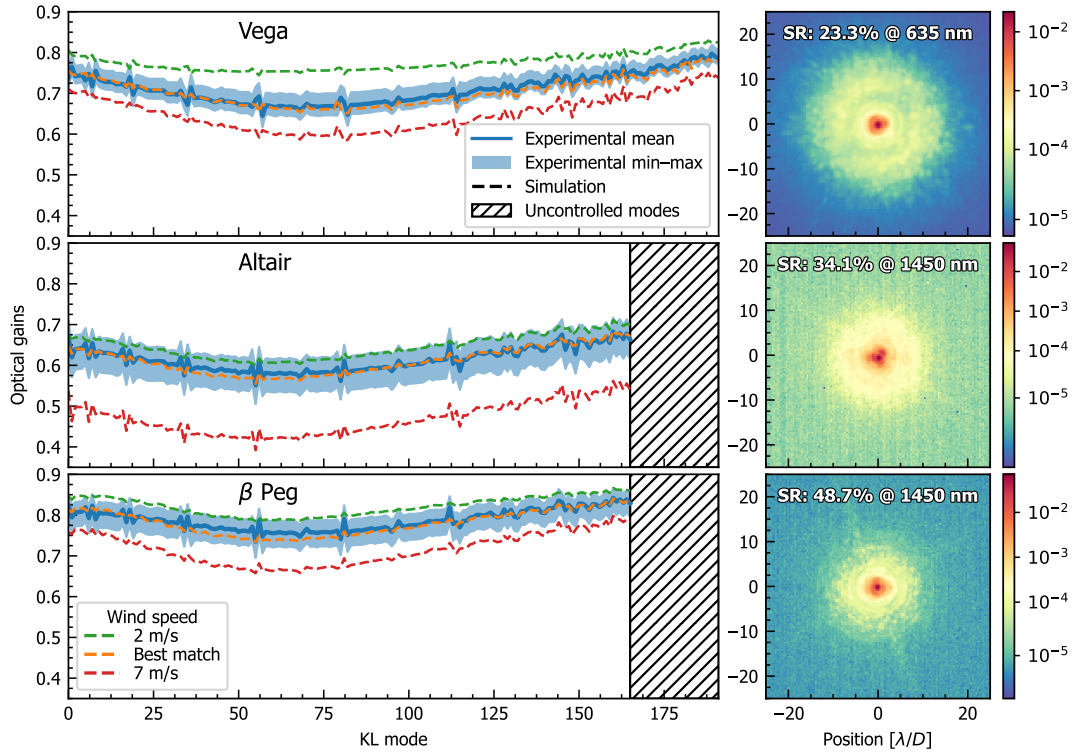 0.9
0.8
0.7
0.6
0.5
0.4
Vega
Experimental mean
Experimental min–max
Simulation
Uncontrolled modes
SR: 23.3% @ 635 nm
20
10
0
−10
−20
10⁻²
10⁻³
10⁻⁴
10⁻⁵
Optical gains
0.9
0.8
0.7
0.6
0.5
0.4
Altair
SR: 34.1% @ 1450 nm
20
10
0
−10
−20
10⁻²
10⁻³
10⁻⁴
10⁻⁵
0.9
0.8
0.7
0.6
0.5
0.4
β Peg
Wind speed
2 m/s
Best match
7 m/s
SR: 48.7% @ 1450 nm
20
10
0
−10
−20
10⁻²
10⁻³
10⁻⁴
10⁻⁵
0 25 50 75 100 125 150 175
KL mode
−20 0 20
Position [λ/D]